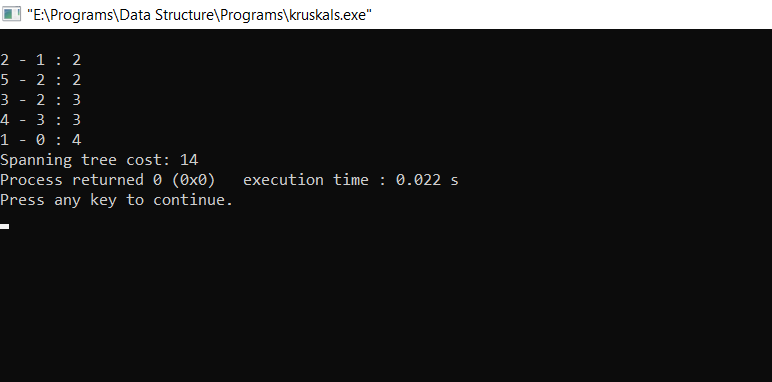 "E:\Programs\Data Structure\Programs\kruskals.exe"
2 - 1 : 2
5 - 2 : 2
3 - 2 : 3
4 - 3 : 3
1 - 0 : 4
Spanning tree cost: 14
Process returned 0 (0x0)   execution time : 0.022 s
Press any key to continue.